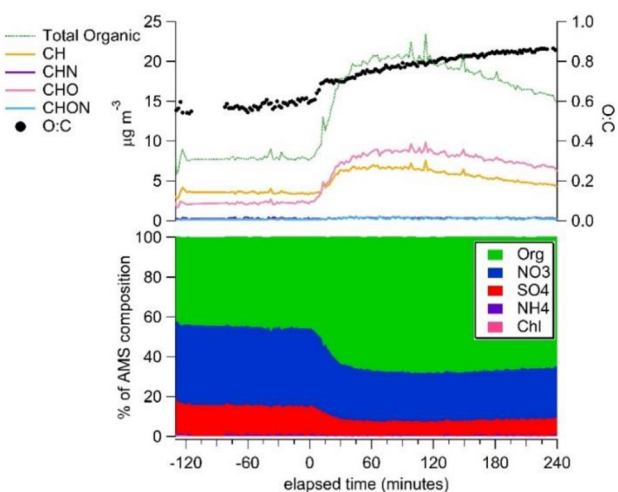 Total Organic
CH
CHN
CHO
CHON
O:C
25
20
15
10
5
0
µg m⁻³
1.0
0.8
0.6
0.4
0.2
0.0
O:C
100
80
60
40
20
0
% of AMS composition
Org
NO3
SO4
NH4
Chl
-120 -60 0 60 120 180 240
elapsed time (minutes)